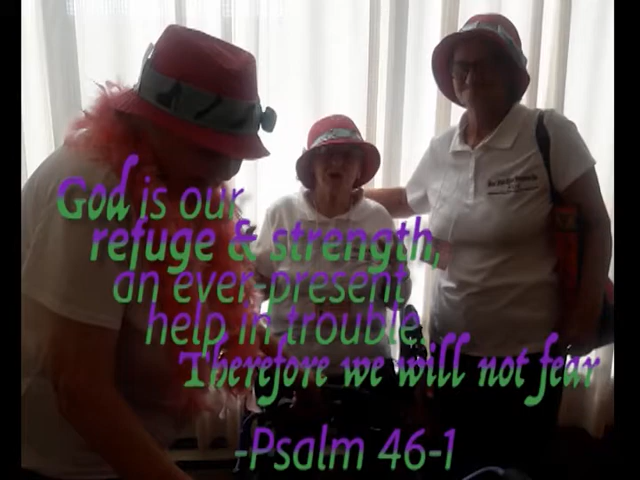 God is our
refuge & strength,
an ever-present
help in trouble.
Therefore we will not fear
-Psalm 46-1